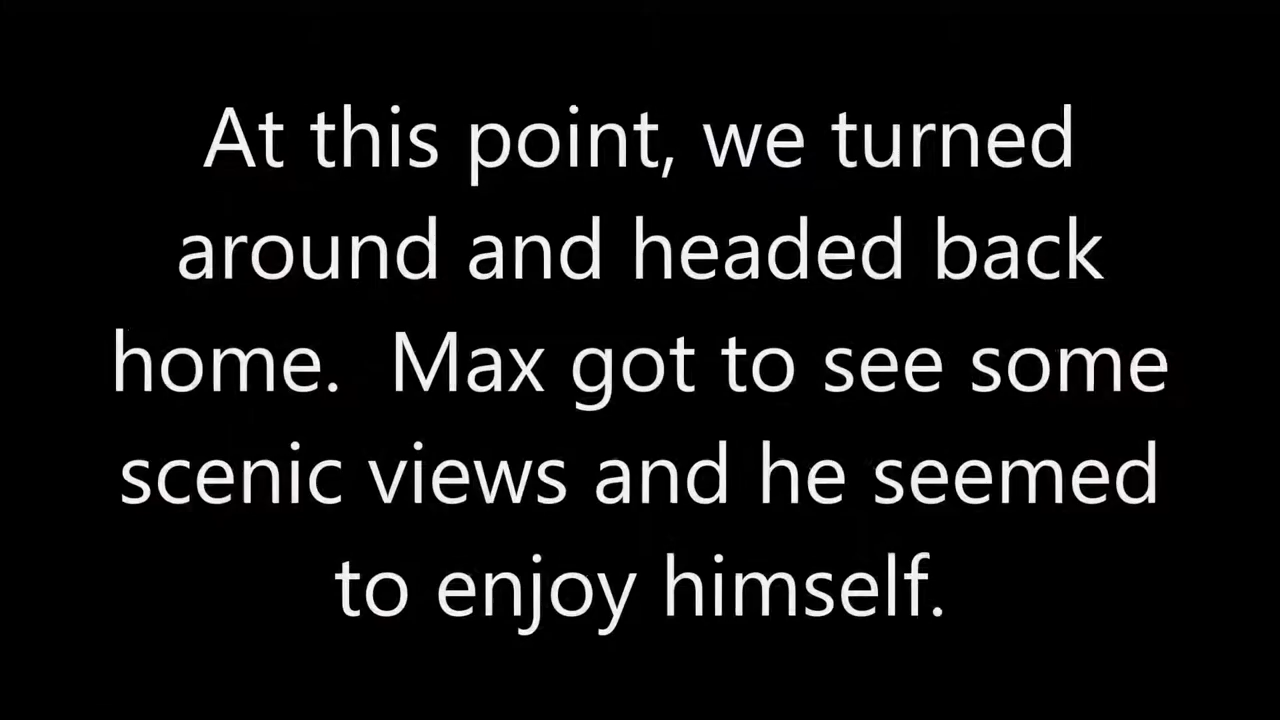 At this point, we turned
around and headed back
home.  Max got to see some
scenic views and he seemed
to enjoy himself.